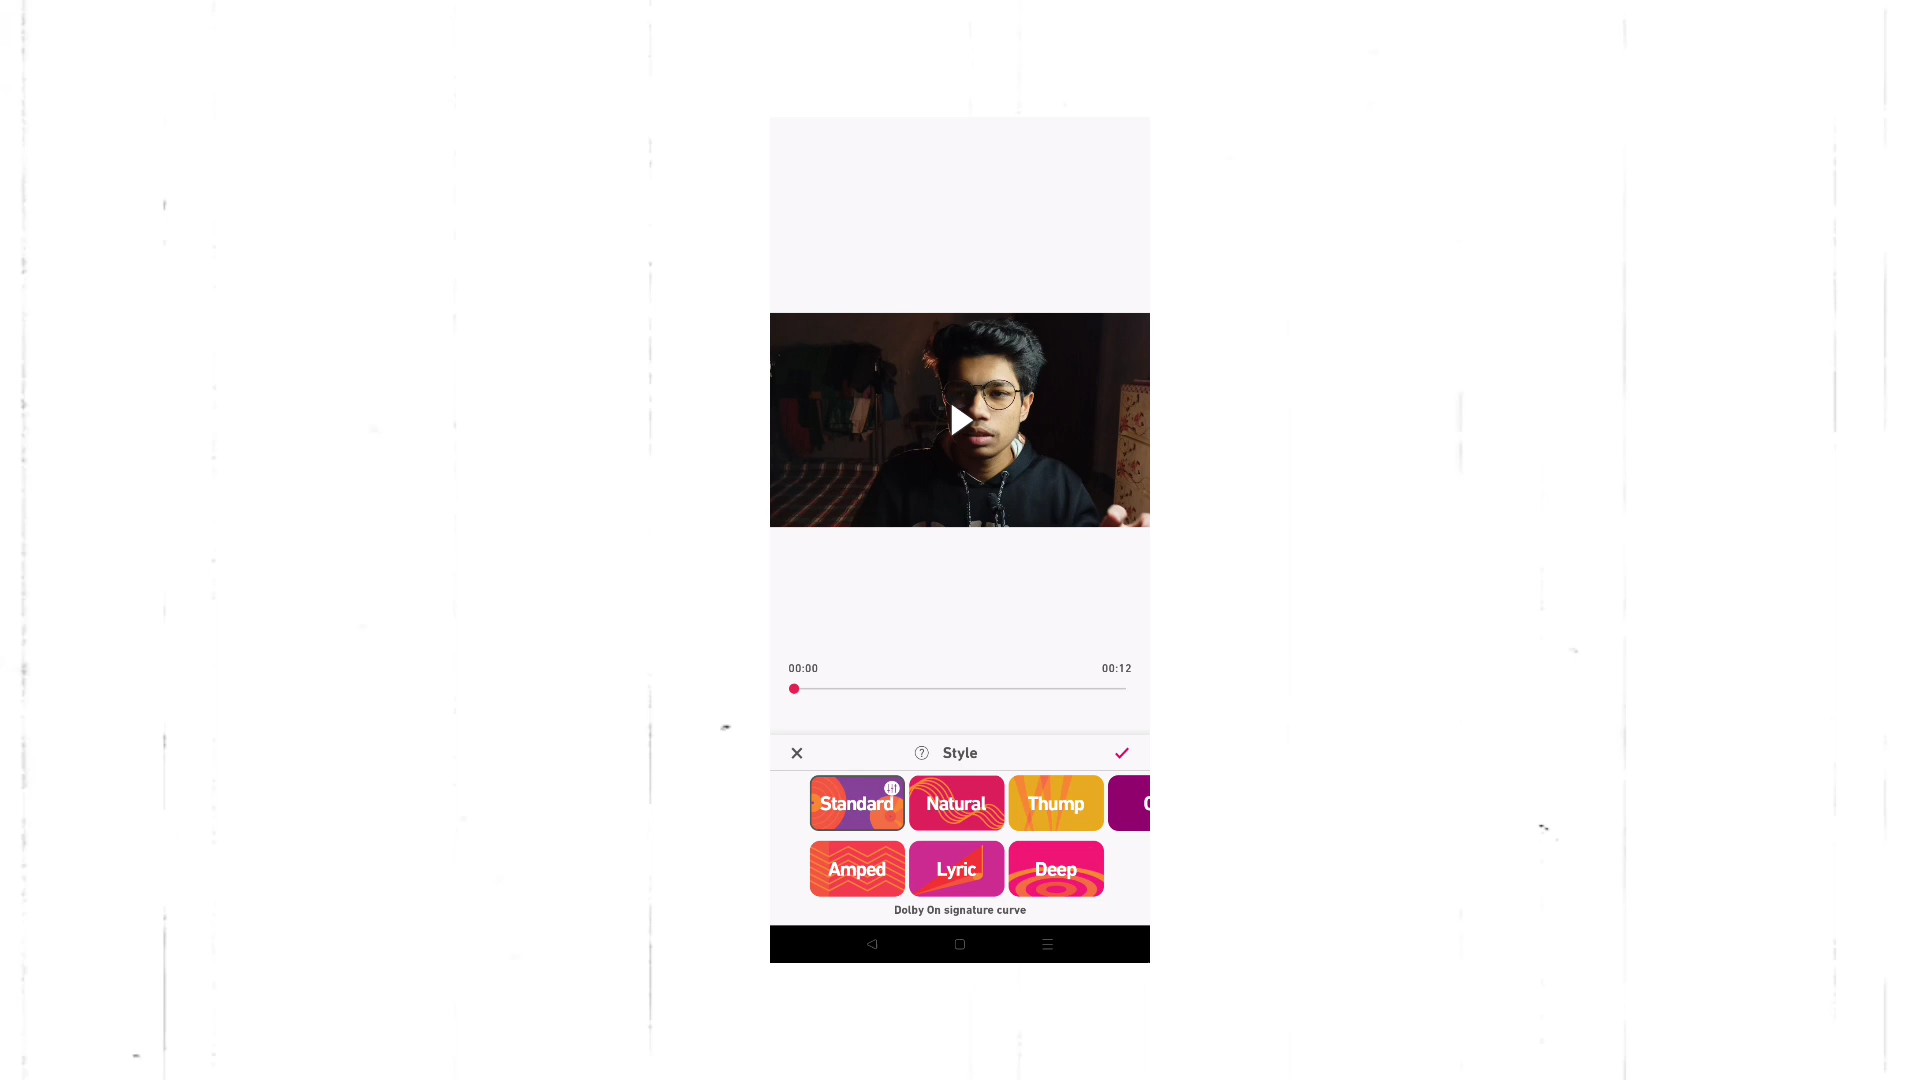 00:00 00:12
? Style
Standard Natural Thump
Amped Lyric Deep
Dolby On signature curve